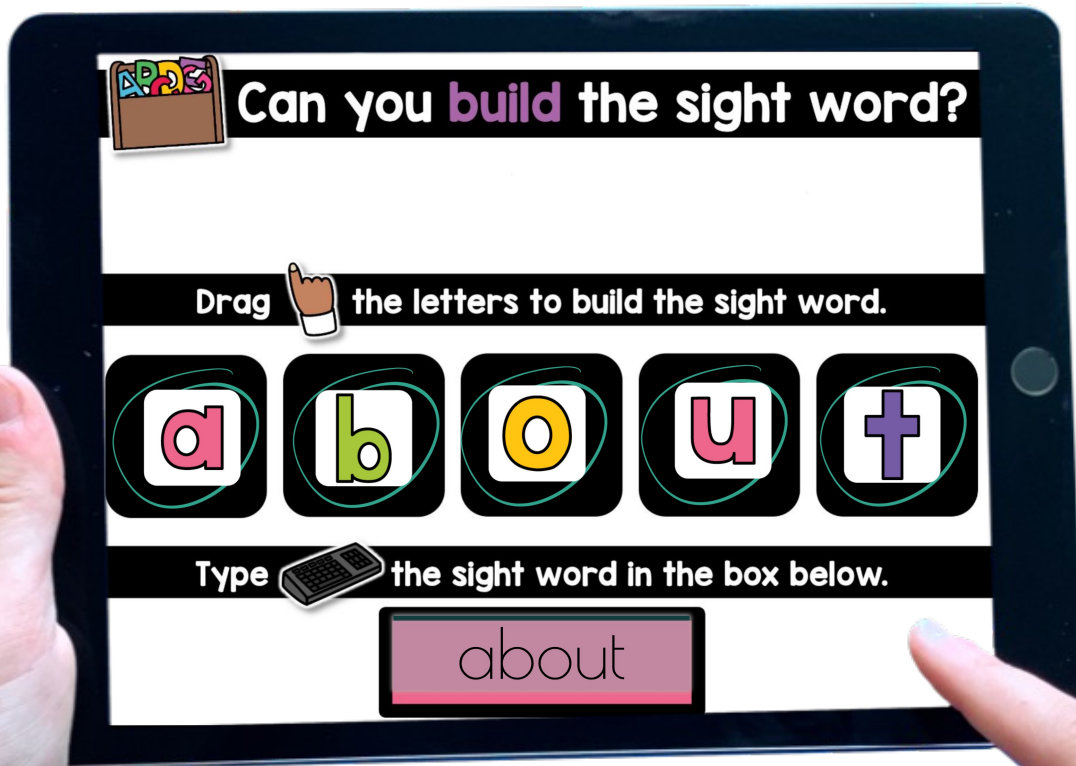 Can you build the sight word?
Drag the letters to build the sight word.
a b o u t
Type the sight word in the box below.
about